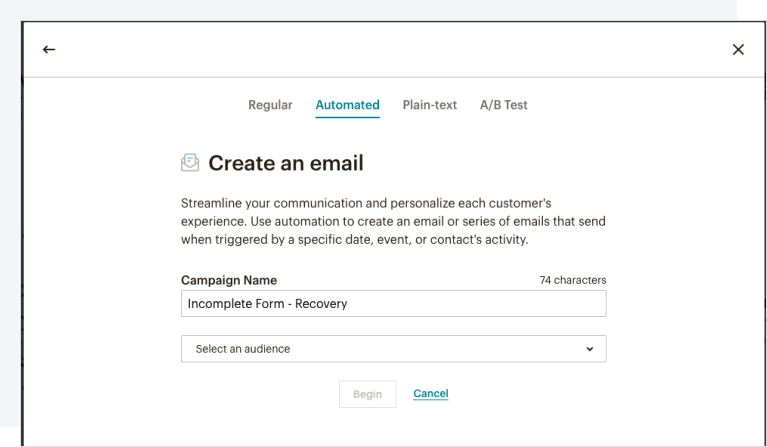 Regular Automated Plain-text A/B Test
Create an email
Streamline your communication and personalize each customer's
experience. Use automation to create an email or series of emails that send
when triggered by a specific date, event, or contact's activity.
Campaign Name 74 characters
Incomplete Form - Recovery
Select an audience
Begin Cancel